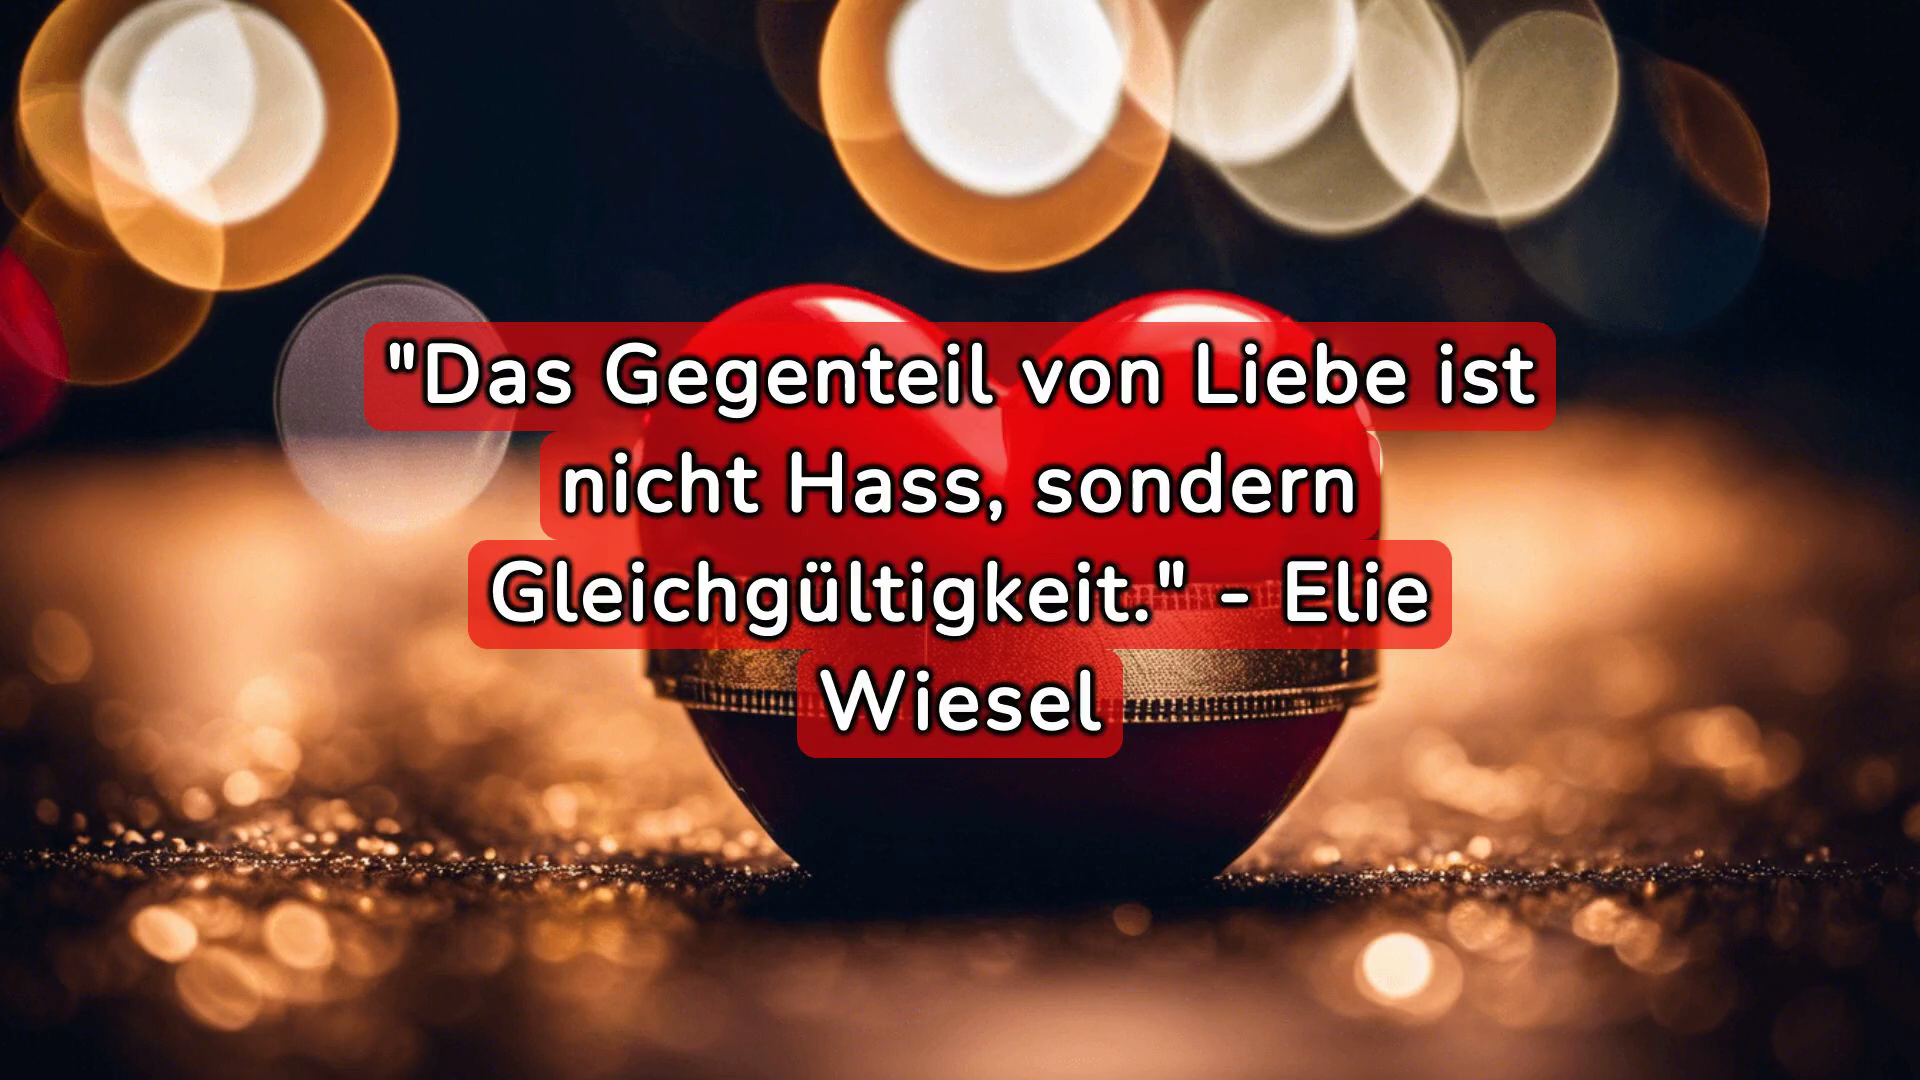 "Das Gegenteil von Liebe ist
nicht Hass, sondern
Gleichgültigkeit." - Elie
Wiesel